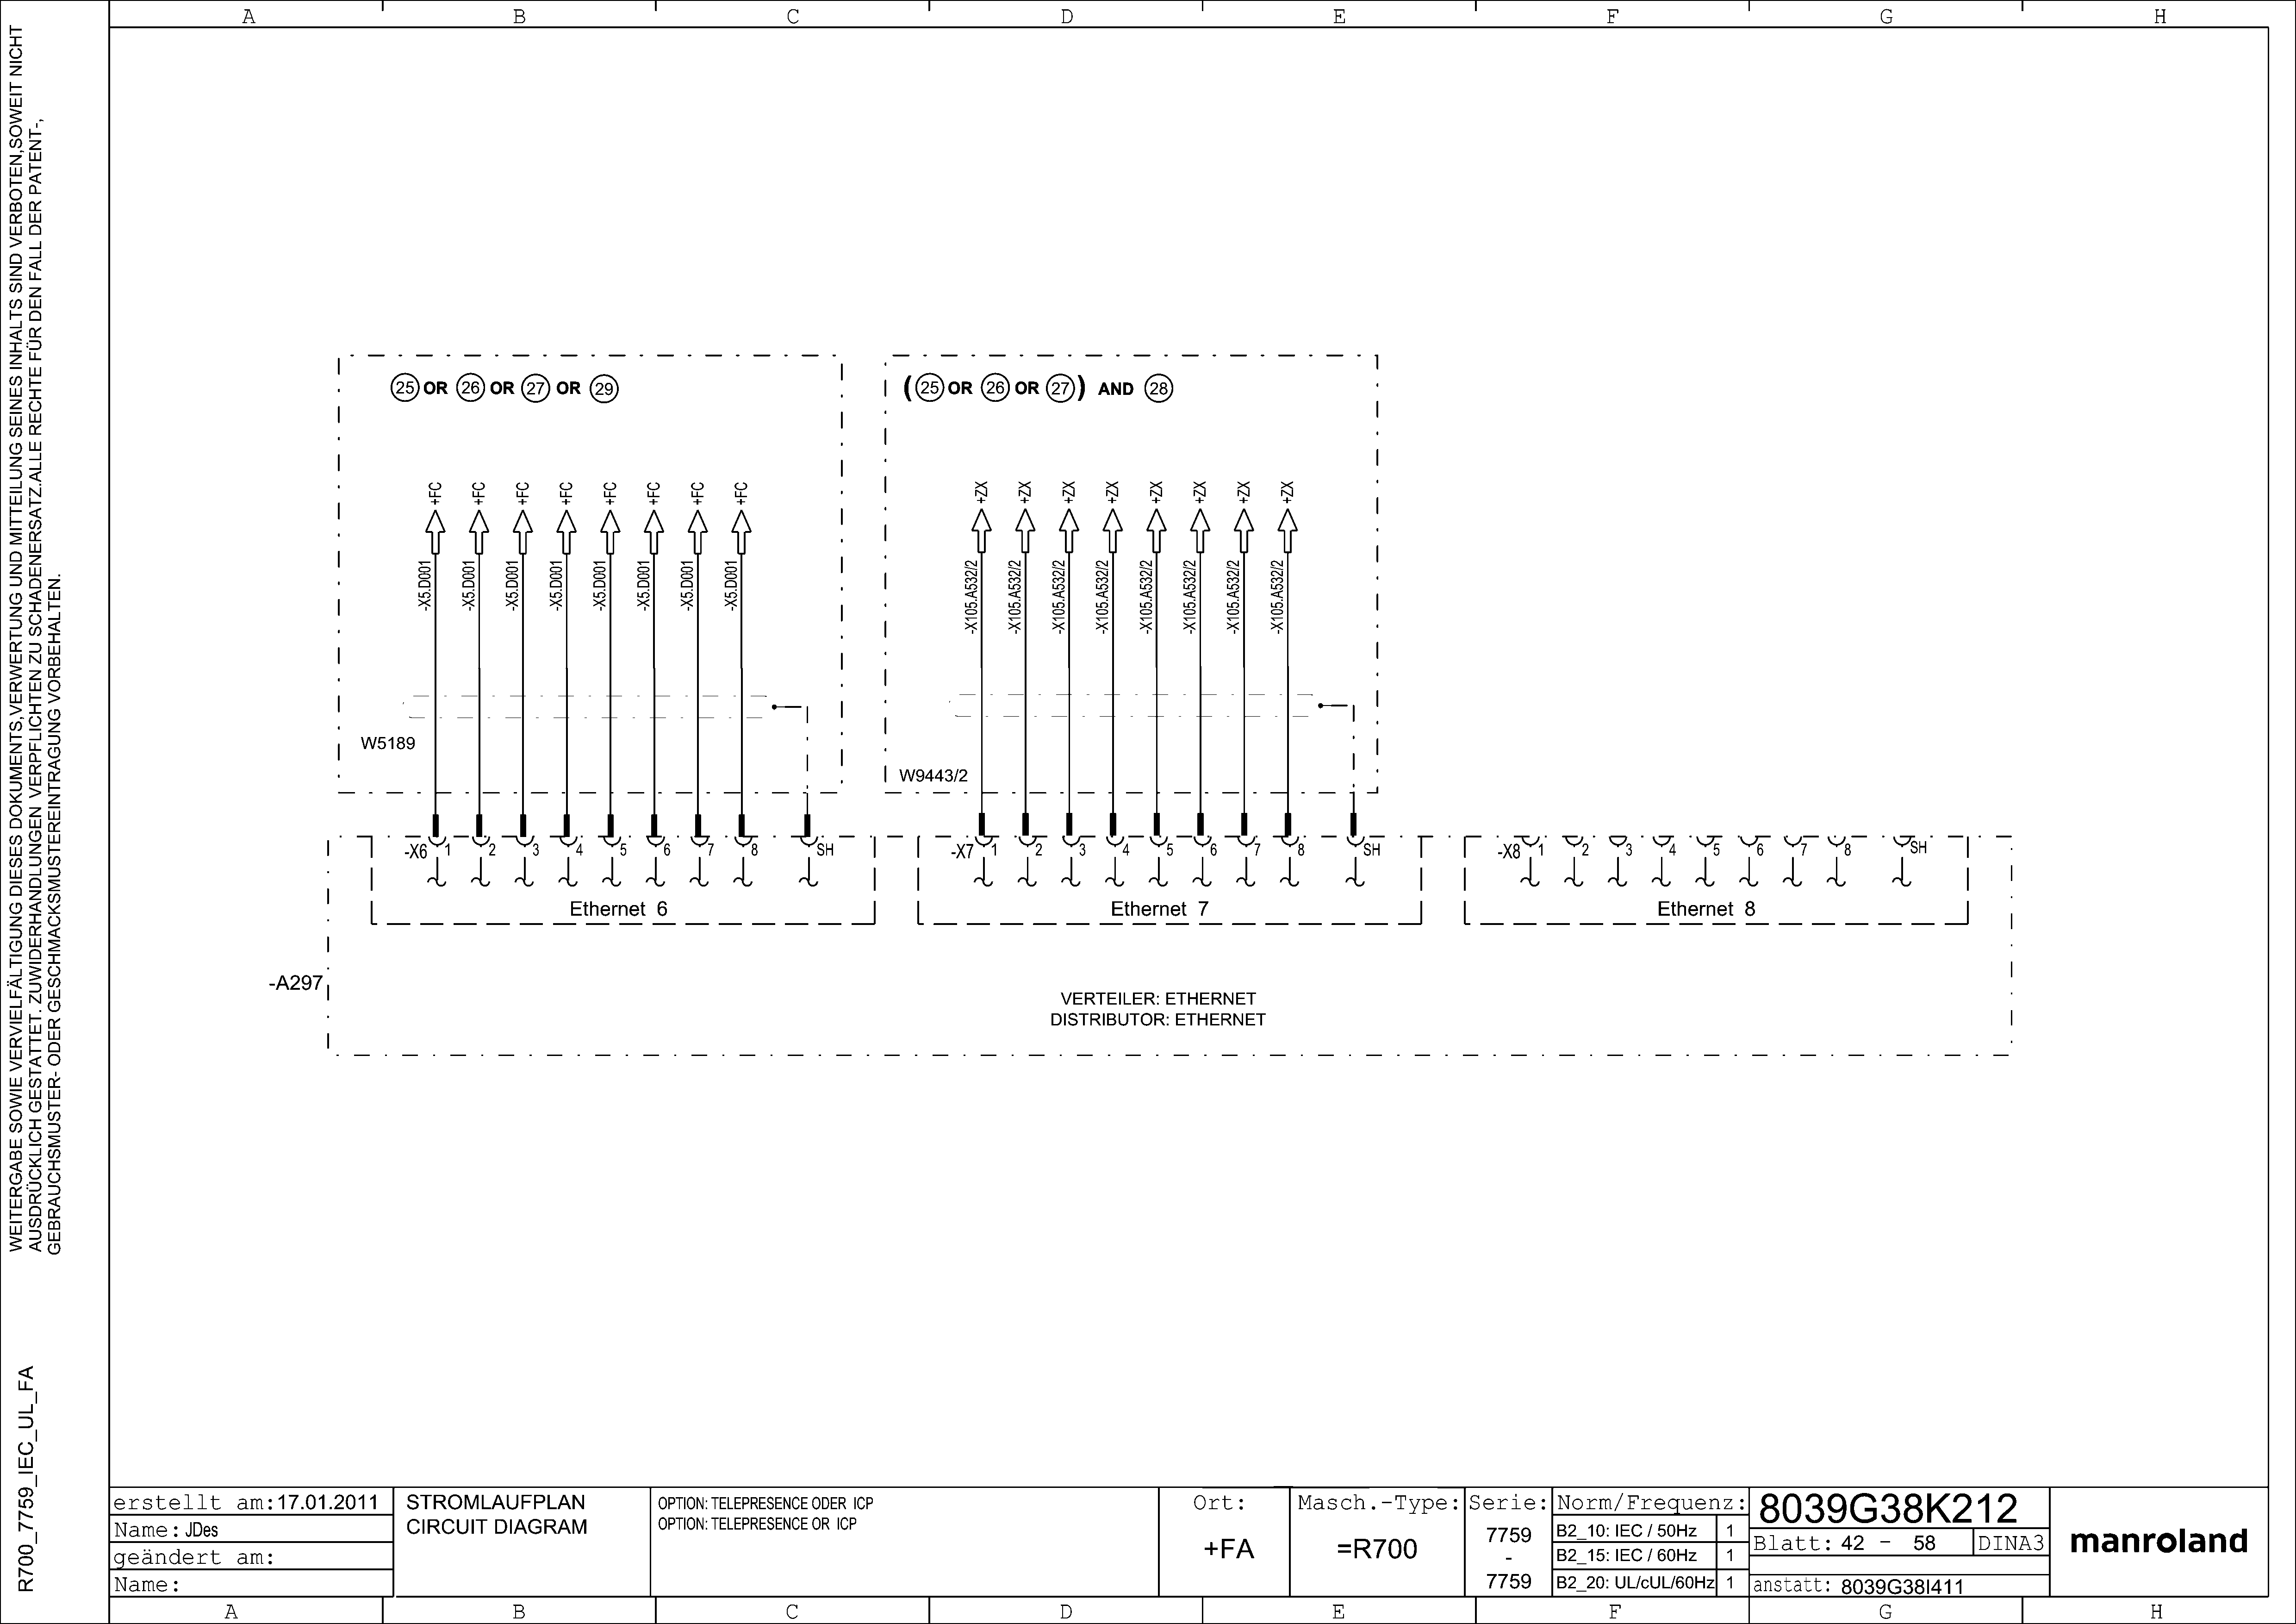 A B C D E F G H
WEITERGABE SOWIE VERVIELFÄLTIGUNG DIESES DOKUMENTS,VERWERTUNG UND MITTEILUNG SEINES INHALTS SIND VERBOTEN,SOWEIT NICHT
AUSDRÜCKLICH GESTATTET. ZUWIDERHANDLUNGEN VERPFLICHTEN ZU SCHADENERSATZ.ALLE RECHTE FÜR DEN FALL DER PATENT-,
GEBRAUCHSMUSTER- ODER GESCHMACKSMUSTEREINTRAGUNG VORBEHALTEN.
R700_7759_IEC_UL_FA
25 OR 26 OR 27 OR 29
(25 OR 26 OR 27) AND 28
+FC +FC +FC +FC +FC +FC +FC +FC
+ZX +ZX +ZX +ZX +ZX +ZX +ZX +ZX
-X5.D001 -X5.D001 -X5.D001 -X5.D001 -X5.D001 -X5.D001 -X5.D001 -X5.D001
-X105.A532/2 -X105.A532/2 -X105.A532/2 -X105.A532/2 -X105.A532/2 -X105.A532/2 -X105.A532/2 -X105.A532/2
W5189
W9443/2
-X6 1 2 3 4 5 6 7 8 SH
-X7 1 2 3 4 5 6 7 8 SH
-X8 1 2 3 4 5 6 7 8 SH
Ethernet 6
Ethernet 7
Ethernet 8
-A297
VERTEILER: ETHERNET
DISTRIBUTOR: ETHERNET
erstellt am:17.01.2011
Name: JDes
geändert am:
Name:
STROMLAUFPLAN
CIRCUIT DIAGRAM
OPTION: TELEPRESENCE ODER ICP
OPTION: TELEPRESENCE OR ICP
Ort:
+FA
Masch.-Type:
=R700
Serie:
7759
-
7759
Norm/Frequenz:
B2_10: IEC / 50Hz 1
B2_15: IEC / 60Hz 1
B2_20: UL/cUL/60Hz 1
8039G38K212
Blatt: 42 - 58 DINA3
anstatt: 8039G38I411
manroland
A B C D E F G H